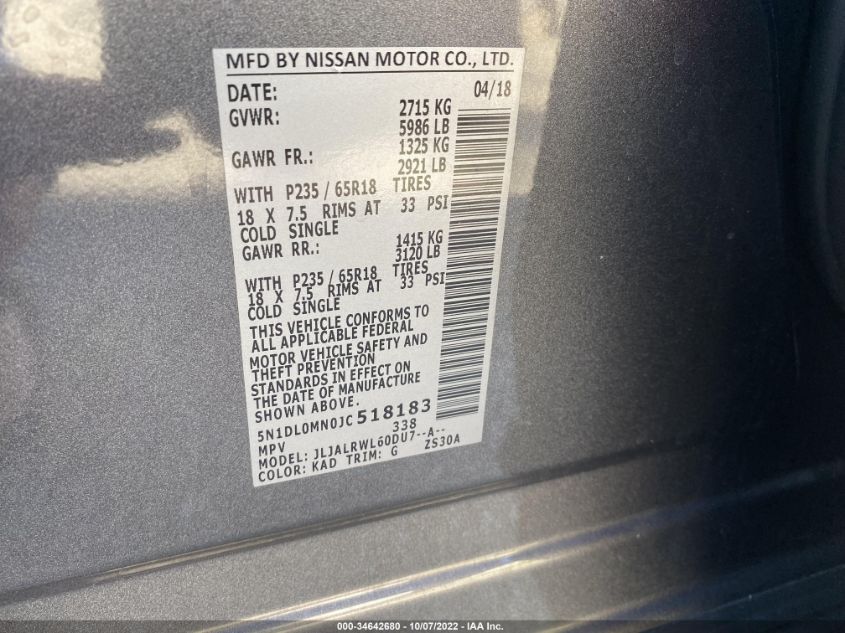 MFD BY NISSAN MOTOR CO., LTD.
DATE: 04/18
GVWR: 2715 KG
5986 LB
GAWR FR.: 1325 KG
2921 LB
WITH P235 / 65R18 TIRES
18 X 7.5 RIMS AT 33 PSI
COLD SINGLE
GAWR RR.: 1415 KG
3120 LB
WITH P235 / 65R18 TIRES
18 X 7.5 RIMS AT 33 PSI
COLD SINGLE
THIS VEHICLE CONFORMS TO
ALL APPLICABLE FEDERAL
MOTOR VEHICLE SAFETY AND
THEFT PREVENTION
STANDARDS IN EFFECT ON
THE DATE OF MANUFACTURE
SHOWN ABOVE.
5N1DL0MN0JC518183
MPV 338
MODEL: JLJALRWL60DU7--A--
COLOR: KAD TRIM: G ZS30A
000-34642680 - 10/07/2022 - IAA Inc.